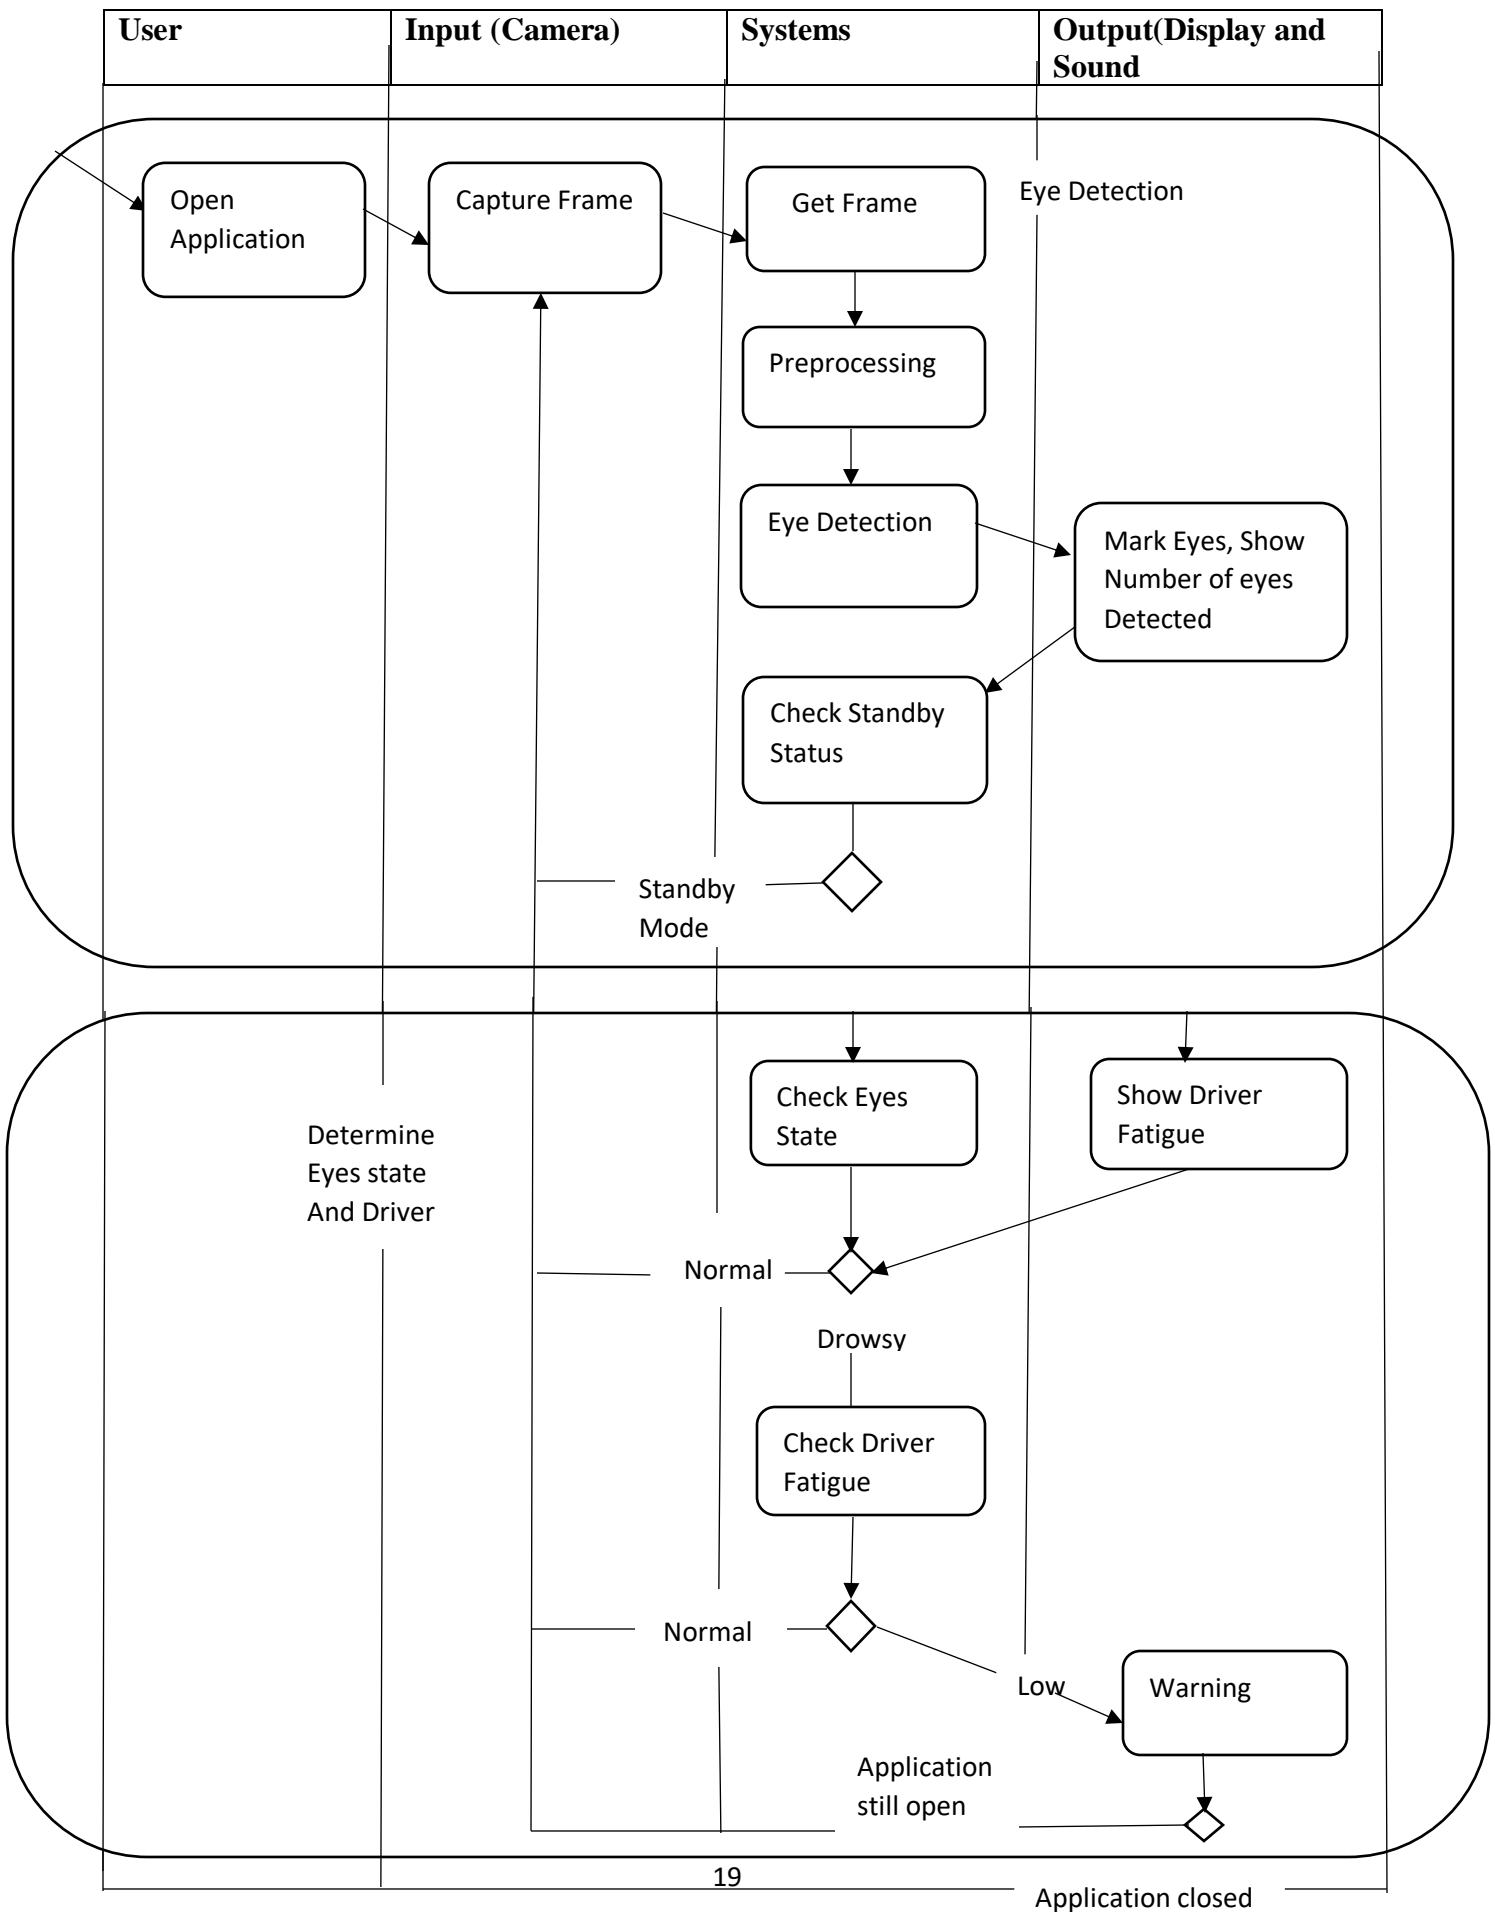 User
Input (Camera)
Systems
Output(Display and
Sound
Open
Application
Capture Frame
Get Frame
Eye Detection
Preprocessing
Eye Detection
Mark Eyes, Show
Number of eyes
Detected
Check Standby
Status
Standby
Mode
Check Eyes
State
Show Driver
Fatigue
Determine
Eyes state
And Driver
Normal
Drowsy
Check Driver
Fatigue
Normal
Low
Warning
Application
still open
19
Application closed